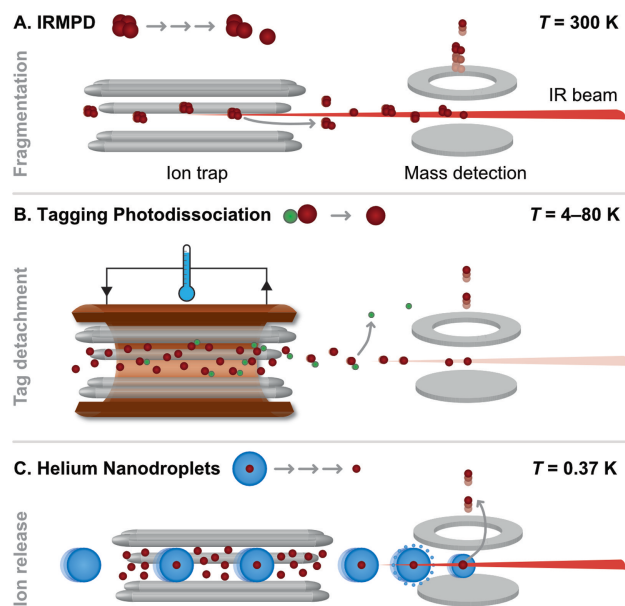 A. IRMPD
T = 300 K
Fragmentation
IR beam
Ion trap
Mass detection
B. Tagging Photodissociation
T = 4–80 K
Tag detachment
C. Helium Nanodroplets
T = 0.37 K
Ion release